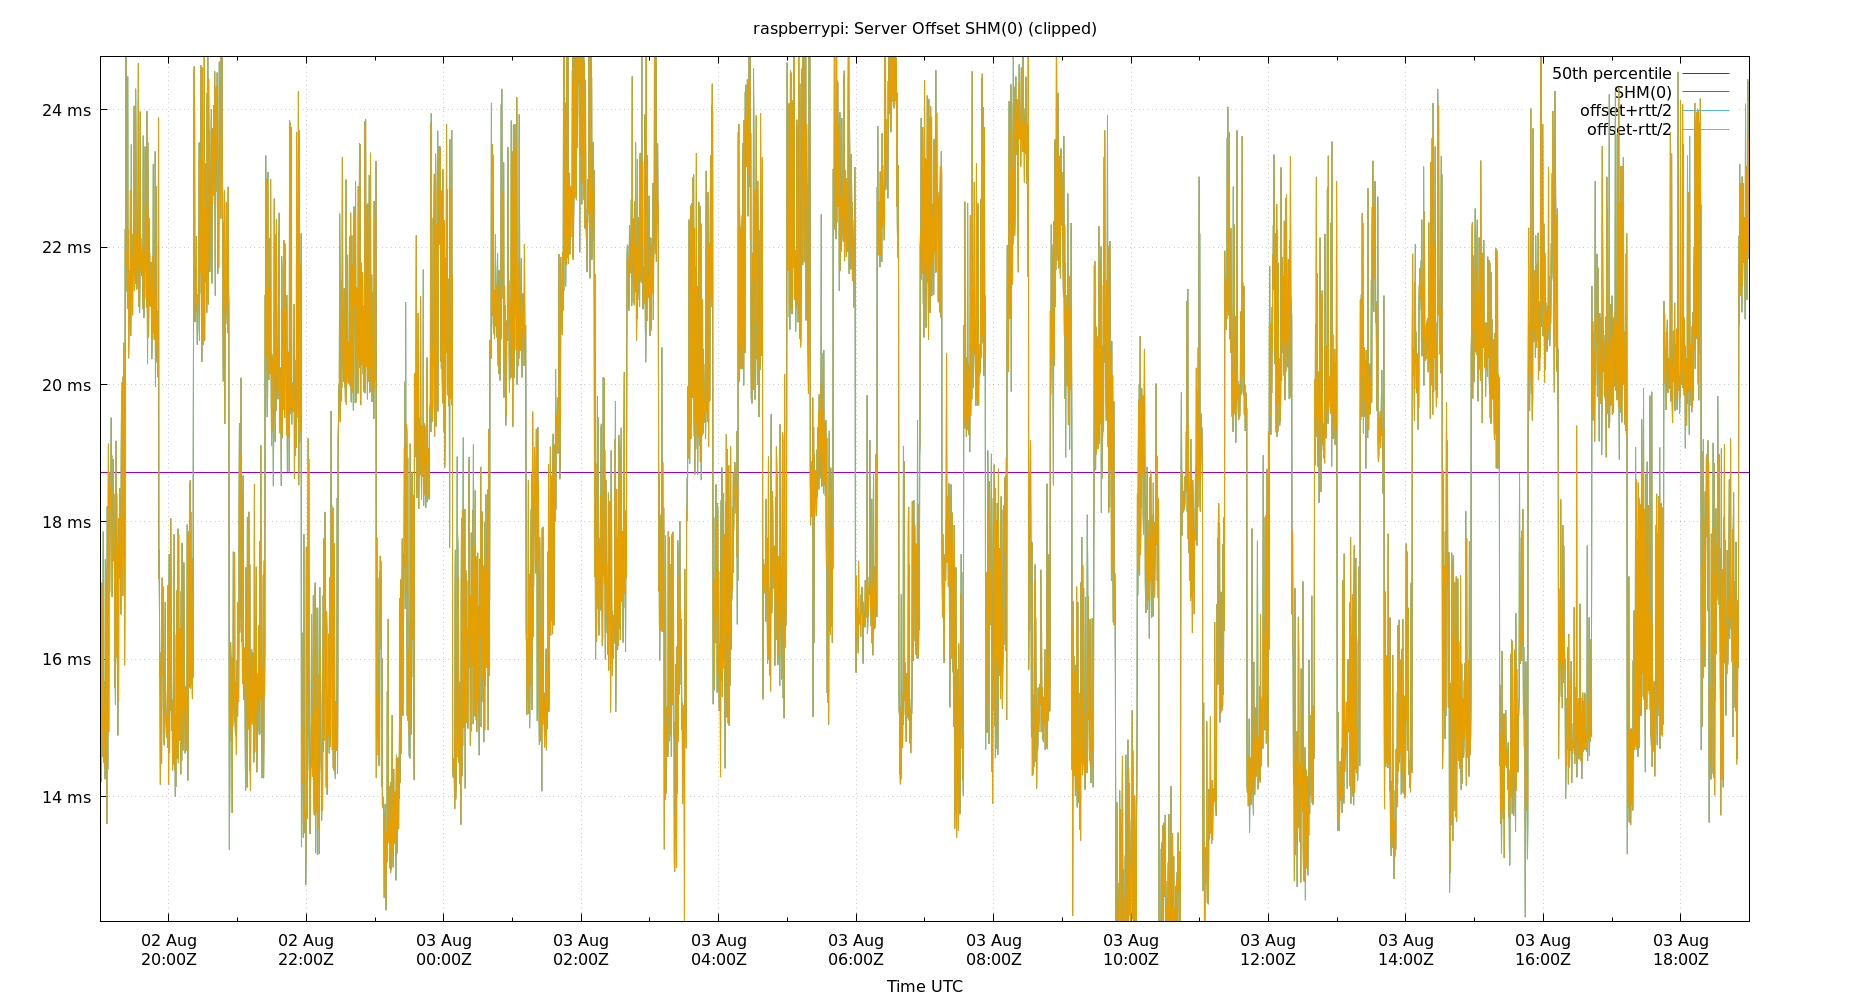 raspberrypi: Server Offset SHM(0) (clipped)
50th percentile
SHM(0)
offset+rtt/2
offset-rtt/2
24 ms
22 ms
20 ms
18 ms
16 ms
14 ms
02 Aug 02 Aug 03 Aug 03 Aug 03 Aug 03 Aug 03 Aug 03 Aug 03 Aug 03 Aug 03 Aug 03 Aug
20:00Z 22:00Z 00:00Z 02:00Z 04:00Z 06:00Z 08:00Z 10:00Z 12:00Z 14:00Z 16:00Z 18:00Z
Time UTC